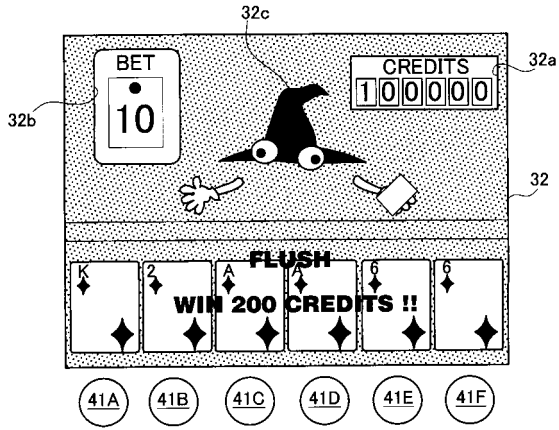 32c
BET
10
CREDITS
100000
32a
32b
32
FLUSH
K 2 A A 6 6
WIN 200 CREDITS !!
41A 41B 41C 41D 41E 41F